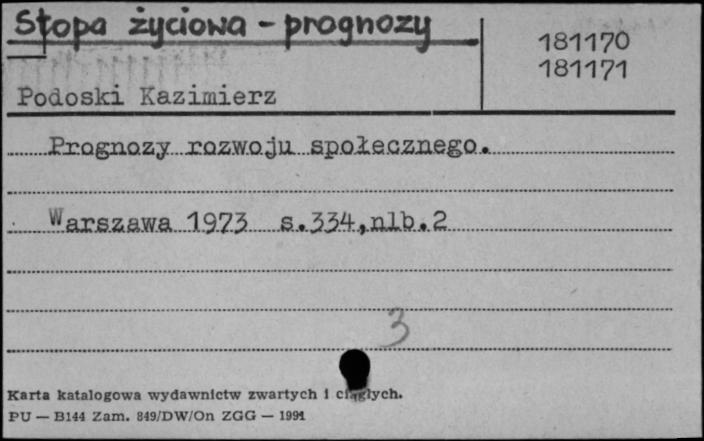 Stopa życiowa - prognozy
181170
181171
Podoski Kazimierz
Prognozy rozwoju społecznego.
Warszawa 1973 s.334,nlb.2
3
Karta katalogowa wydawnictw zwartych i ciągłych.
PU — B144 Zam. 849/DW/On ZGG — 1991